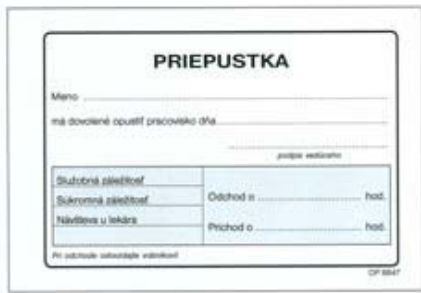 PRIEPUSTKA
Meno
má dovolené opustiť pracovisko dňa
podpis vedúceho
Služobná záležitosť
Súkromná záležitosť
Návšteva u lekára
Odchod o hod.
Príchod o hod.
Pri odchode odovzdajte vrátnikovi!
OP 6647